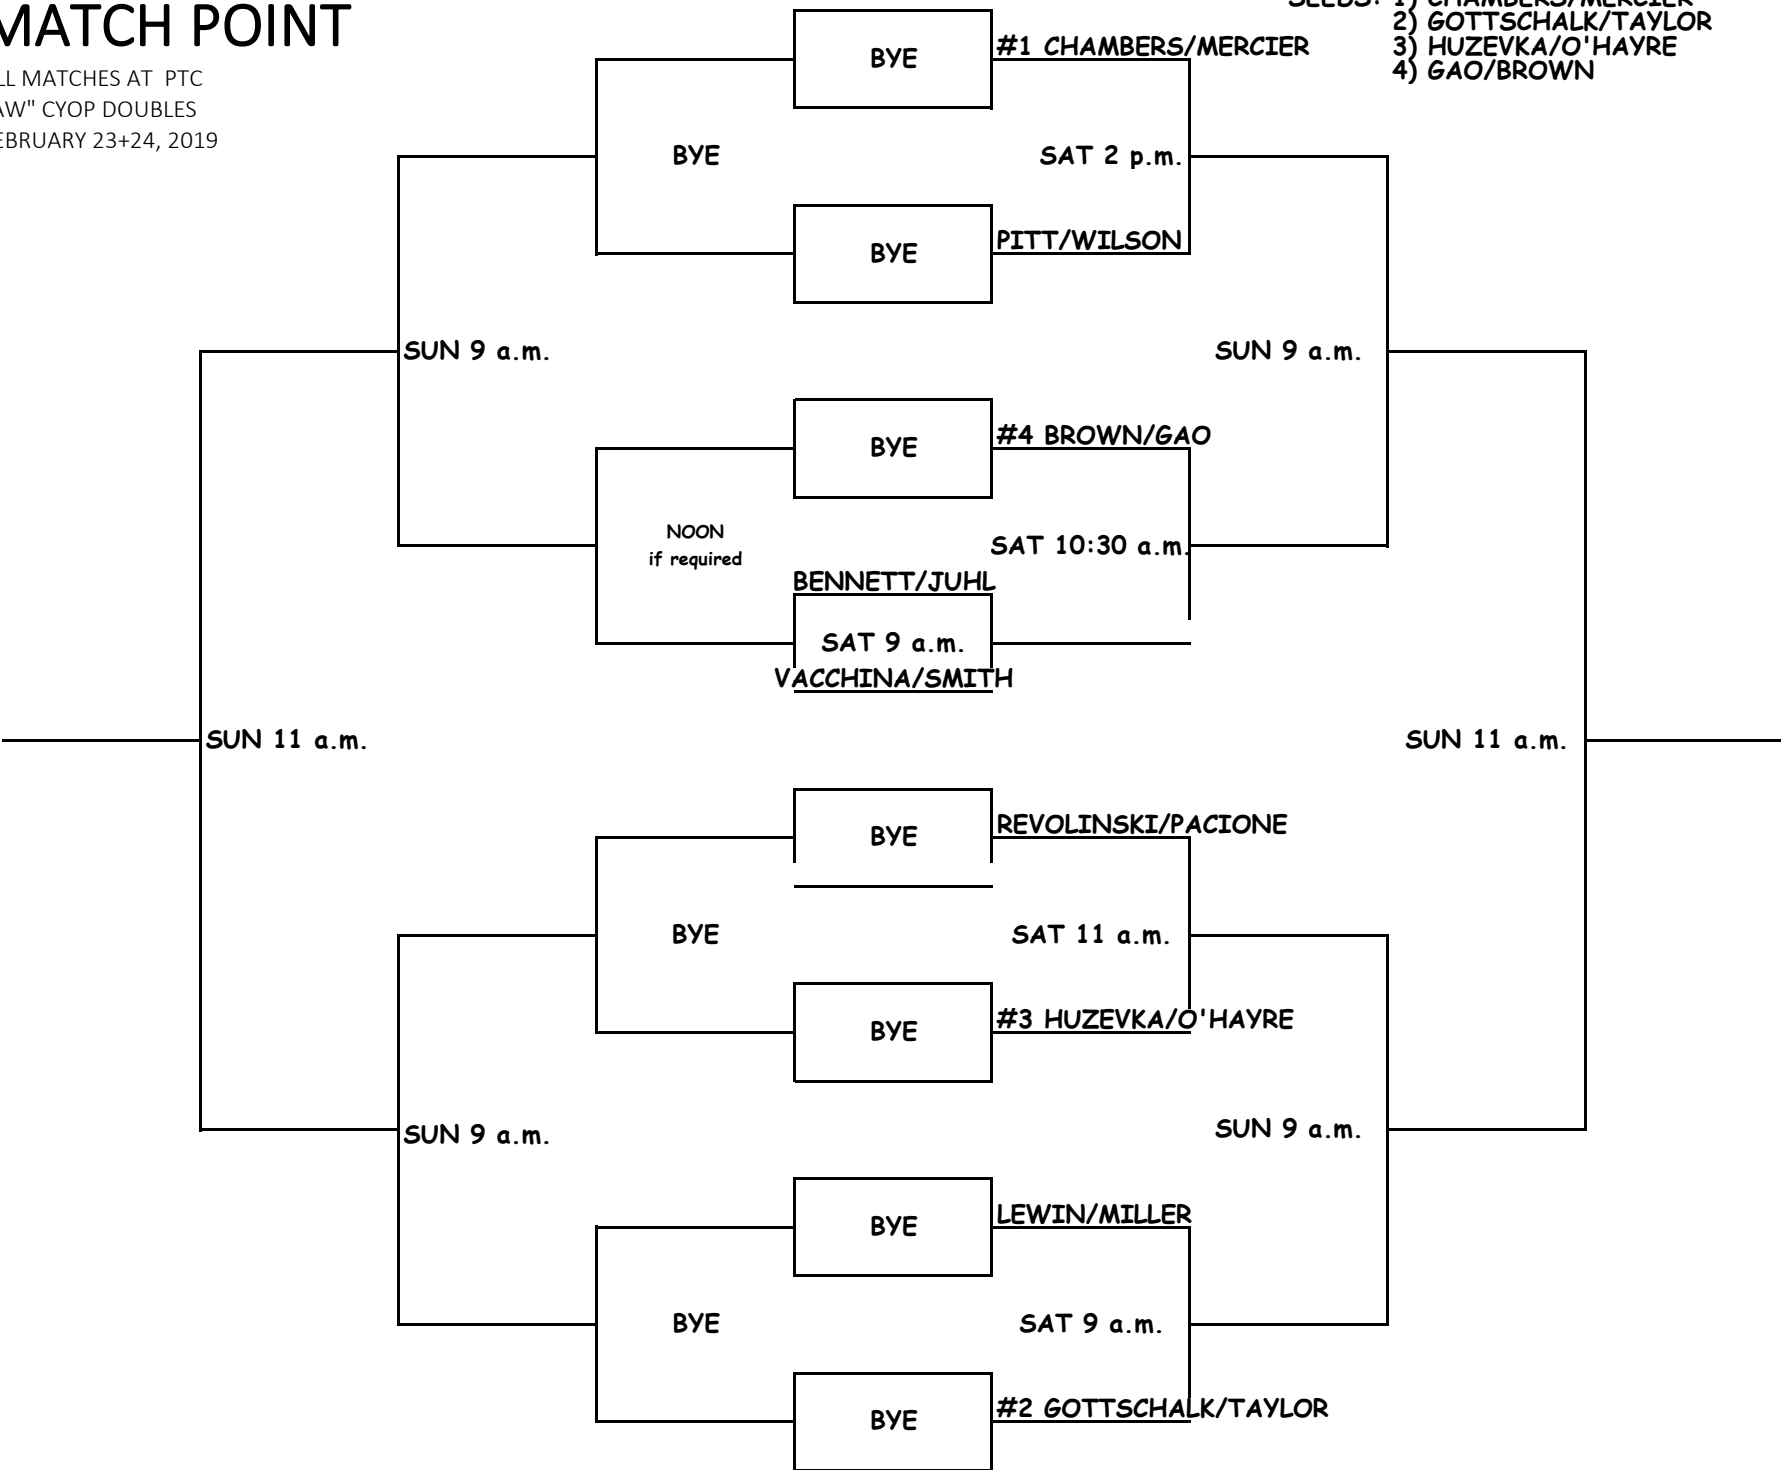 MATCH POINT
SEEDS: 1) CHAMBERS/MERCIER
2) GOTTSCHALK/TAYLOR
3) HUZEVKA/O'HAYRE
4) GAO/BROWN
LL MATCHES AT PTC
AW" CYOP DOUBLES
EBRUARY 23+24, 2019
BYE
#1 CHAMBERS/MERCIER
BYE
SAT 2 p.m.
BYE
PITT/WILSON
SUN 9 a.m.
SUN 9 a.m.
BYE
#4 BROWN/GAO
NOON
if required
SAT 10:30 a.m.
BENNETT/JUHL
SAT 9 a.m.
VACCHINA/SMITH
SUN 11 a.m.
SUN 11 a.m.
BYE
REVOLINSKI/PACIONE
BYE
SAT 11 a.m.
BYE
#3 HUZEVKA/O'HAYRE
SUN 9 a.m.
SUN 9 a.m.
BYE
LEWIN/MILLER
BYE
SAT 9 a.m.
BYE
#2 GOTTSCHALK/TAYLOR